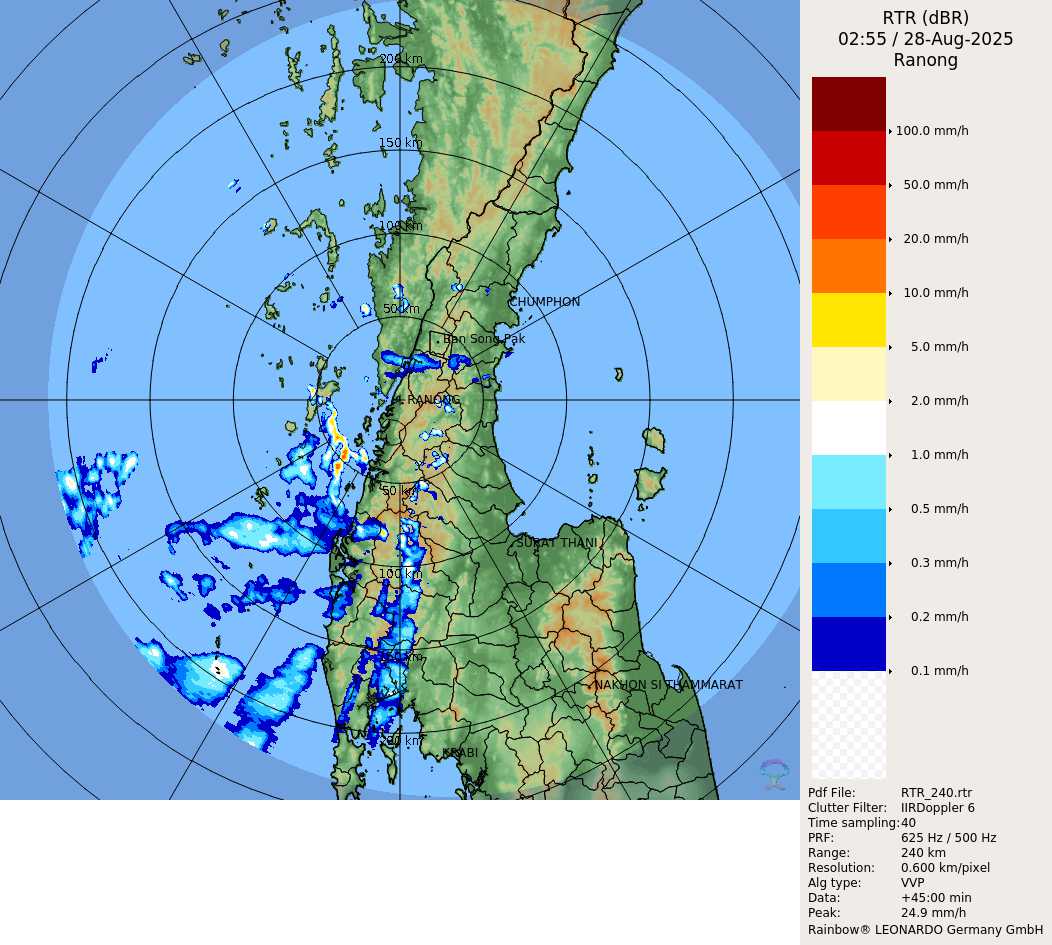 200 km
150 km
100 km
CHUMPHON
50 km
Ban Song Pak
RANONG
50 km
SURAT THANI
100 km
NAKHON SI THAMMARAT
KRABI
RTR (dBR)
02:55 / 28-Aug-2025
Ranong
100.0 mm/h
50.0 mm/h
20.0 mm/h
10.0 mm/h
5.0 mm/h
2.0 mm/h
1.0 mm/h
0.5 mm/h
0.3 mm/h
0.2 mm/h
0.1 mm/h
Pdf File: RTR_240.rtr
Clutter Filter: IIRDoppler 6
Time sampling:40
PRF: 625 Hz / 500 Hz
Range: 240 km
Resolution: 0.600 km/pixel
Alg type: VVP
Data: +45:00 min
Peak: 24.9 mm/h
Rainbow® LEONARDO Germany GmbH